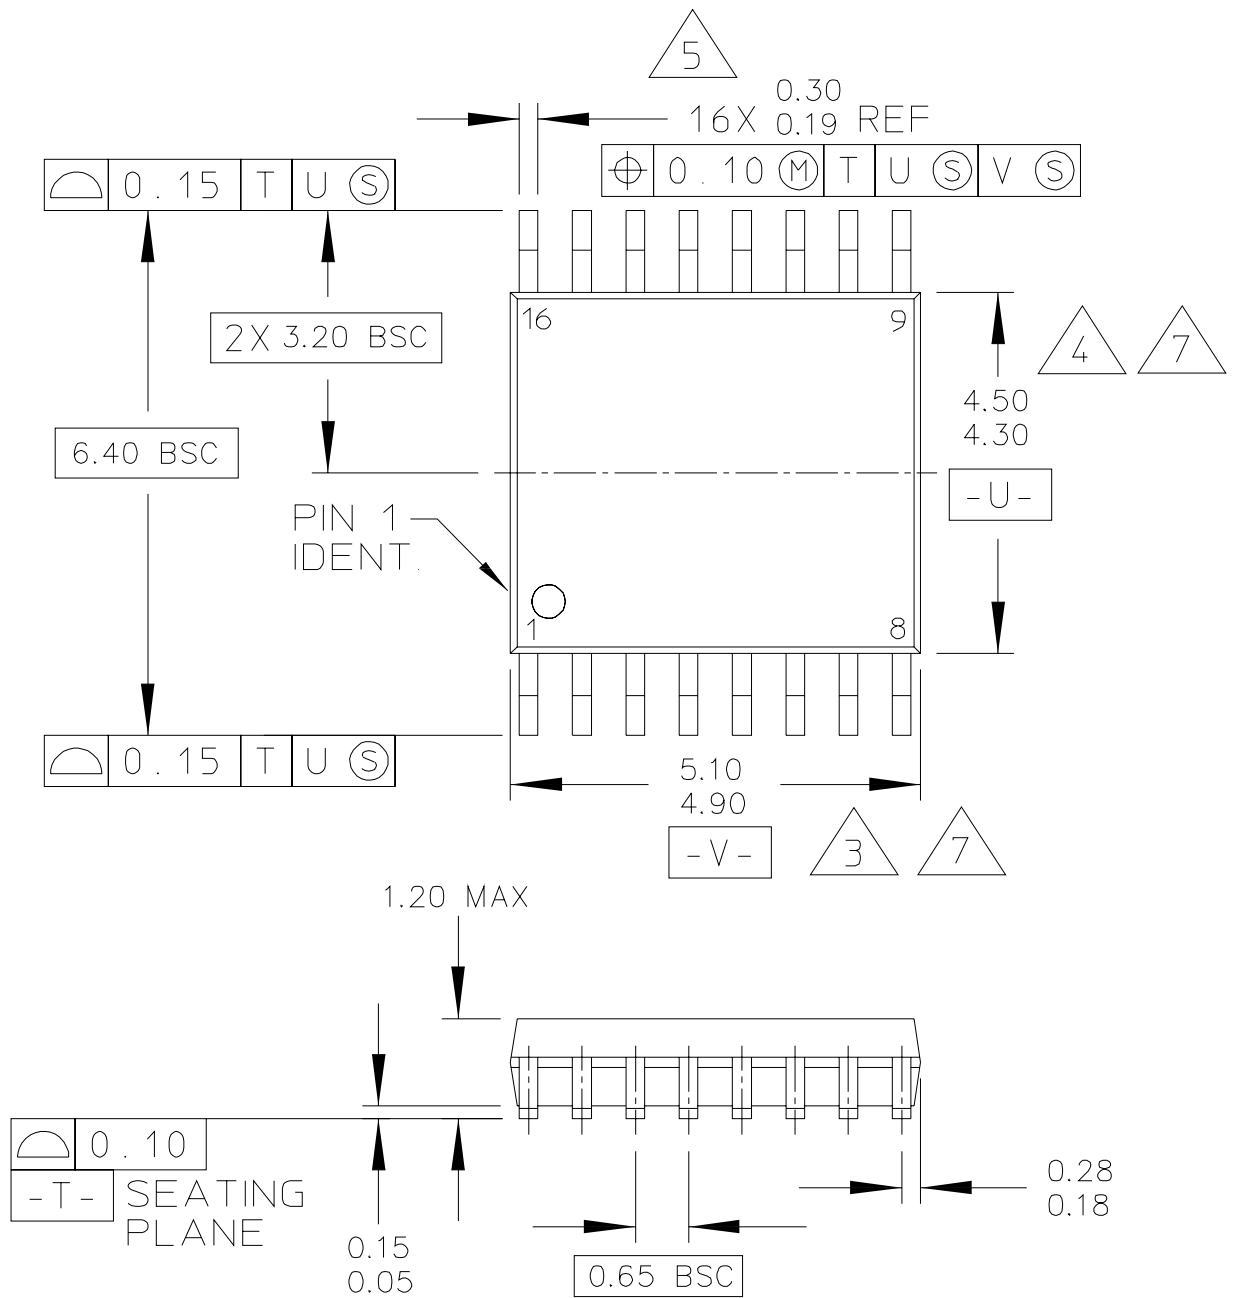 5
0.30
16X 0.19 REF
0.15 T U Ⓢ
0.10 Ⓜ T U Ⓢ V Ⓢ
16
9
2X 3.20 BSC
4
7
4.50
4.30
6.40 BSC
-U-
PIN 1
IDENT.
1
8
0.15 T U Ⓢ
5.10
4.90
-V-
3
7
1.20 MAX
0.10
-T- SEATING
PLANE
0.28
0.18
0.15
0.05
0.65 BSC